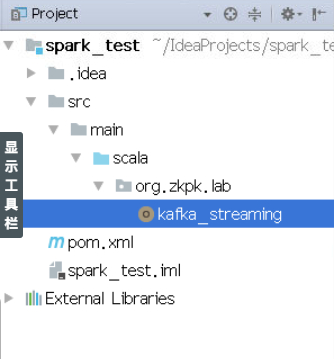 Project
spark_test ~/IdeaProjects/spark_te
.idea
src
main
scala
org.zkpk.lab
kafka_streaming
pom.xml
spark_test.iml
External Libraries
显示工具栏